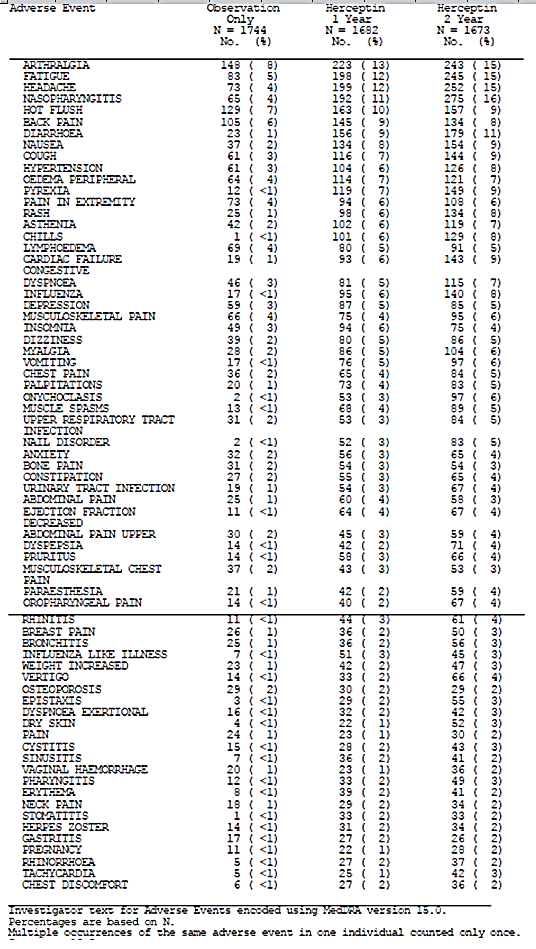 Adverse Event Observation Herceptin Herceptin
Only 1 Year 2 Year
N = 1744 N = 1682 N = 1673
No. (%) No. (%) No. (%)
ARTHRALGIA 148 ( 8) 223 ( 13) 243 ( 15)
FATIGUE 83 ( 5) 198 ( 12) 245 ( 15)
HEADACHE 73 ( 4) 199 ( 12) 252 ( 15)
NASOPHARYNGITIS 65 ( 4) 192 ( 11) 275 ( 16)
HOT FLUSH 129 ( 7) 163 ( 10) 157 ( 9)
BACK PAIN 105 ( 6) 145 ( 9) 134 ( 8)
DIARRHOEA 23 ( 1) 156 ( 9) 179 ( 11)
NAUSEA 37 ( 2) 134 ( 8) 154 ( 9)
COUGH 61 ( 3) 116 ( 7) 144 ( 9)
HYPERTENSION 61 ( 3) 104 ( 6) 126 ( 8)
OEDEMA PERIPHERAL 64 ( 4) 114 ( 7) 121 ( 7)
PYREXIA 12 ( <1) 119 ( 7) 149 ( 9)
PAIN IN EXTREMITY 73 ( 4) 94 ( 6) 108 ( 6)
RASH 25 ( 1) 98 ( 6) 134 ( 8)
ASTHENIA 42 ( 2) 102 ( 6) 119 ( 7)
CHILLS 1 ( <1) 101 ( 6) 129 ( 8)
LYMPHOEDEMA 69 ( 4) 80 ( 5) 91 ( 5)
CARDIAC FAILURE 19 ( 1) 93 ( 6) 143 ( 9)
CONGESTIVE
DYSPNOEA 46 ( 3) 81 ( 5) 115 ( 7)
INFLUENZA 17 ( <1) 95 ( 6) 140 ( 8)
DEPRESSION 59 ( 3) 87 ( 5) 85 ( 5)
MUSCULOSKELETAL PAIN 66 ( 4) 75 ( 4) 95 ( 6)
INSOMNIA 49 ( 3) 94 ( 6) 75 ( 4)
DIZZINESS 39 ( 2) 80 ( 5) 86 ( 5)
MYALGIA 28 ( 2) 86 ( 5) 104 ( 6)
VOMITING 17 ( <1) 76 ( 5) 97 ( 6)
CHEST PAIN 36 ( 2) 65 ( 4) 84 ( 5)
PALPITATIONS 20 ( 1) 73 ( 4) 83 ( 5)
ONYCHOCLASIS 2 ( <1) 53 ( 3) 97 ( 6)
MUSCLE SPASMS 13 ( <1) 68 ( 4) 89 ( 5)
UPPER RESPIRATORY TRACT 31 ( 2) 53 ( 3) 84 ( 5)
INFECTION
NAIL DISORDER 2 ( <1) 52 ( 3) 83 ( 5)
ANXIETY 32 ( 2) 56 ( 3) 65 ( 4)
BONE PAIN 31 ( 2) 54 ( 3) 54 ( 3)
CONSTIPATION 27 ( 2) 55 ( 3) 65 ( 4)
URINARY TRACT INFECTION 19 ( 1) 54 ( 3) 67 ( 4)
ABDOMINAL PAIN 25 ( 1) 60 ( 4) 58 ( 3)
EJECTION FRACTION 11 ( <1) 64 ( 4) 67 ( 4)
DECREASED
ABDOMINAL PAIN UPPER 30 ( 2) 45 ( 3) 59 ( 4)
DYSPEPSIA 14 ( <1) 42 ( 2) 71 ( 4)
PRURITUS 14 ( <1) 58 ( 3) 66 ( 4)
MUSCULOSKELETAL CHEST 37 ( 2) 43 ( 3) 53 ( 3)
PAIN
PARAESTHESIA 21 ( 1) 42 ( 2) 59 ( 4)
OROPHARYNGEAL PAIN 14 ( <1) 40 ( 2) 67 ( 4)
RHINITIS 11 ( <1) 44 ( 3) 61 ( 4)
BREAST PAIN 26 ( 1) 36 ( 2) 50 ( 3)
BRONCHITIS 25 ( 1) 36 ( 2) 56 ( 3)
INFLUENZA LIKE ILLNESS 7 ( <1) 51 ( 3) 45 ( 3)
WEIGHT INCREASED 23 ( 1) 42 ( 2) 47 ( 3)
VERTIGO 14 ( <1) 33 ( 2) 66 ( 4)
OSTEOPOROSIS 29 ( 2) 30 ( 2) 29 ( 2)
EPISTAXIS 3 ( <1) 29 ( 2) 55 ( 3)
DYSPNOEA EXERTIONAL 16 ( <1) 32 ( 2) 42 ( 3)
DRY SKIN 4 ( <1) 22 ( 1) 52 ( 3)
PAIN 24 ( 1) 23 ( 1) 30 ( 2)
CYSTITIS 15 ( <1) 28 ( 2) 43 ( 3)
SINUSITIS 7 ( <1) 36 ( 2) 41 ( 2)
VAGINAL HAEMORRHAGE 20 ( 1) 23 ( 1) 36 ( 2)
PHARYNGITIS 12 ( <1) 33 ( 2) 49 ( 3)
ERYTHEMA 8 ( <1) 39 ( 2) 41 ( 2)
NECK PAIN 18 ( 1) 29 ( 2) 34 ( 2)
STOMATITIS 1 ( <1) 33 ( 2) 33 ( 2)
HERPES ZOSTER 14 ( <1) 31 ( 2) 34 ( 2)
GASTRITIS 17 ( <1) 27 ( 2) 26 ( 2)
PREGNANCY 11 ( <1) 22 ( 1) 28 ( 2)
RHINORRHOEA 5 ( <1) 27 ( 2) 37 ( 2)
TACHYCARDIA 5 ( <1) 25 ( 1) 42 ( 3)
CHEST DISCOMFORT 6 ( <1) 27 ( 2) 36 ( 2)
Investigator text for Adverse Events encoded using MedDRA version 15.0.
Percentages are based on N.
Multiple occurrences of the same adverse event in one individual counted only once.